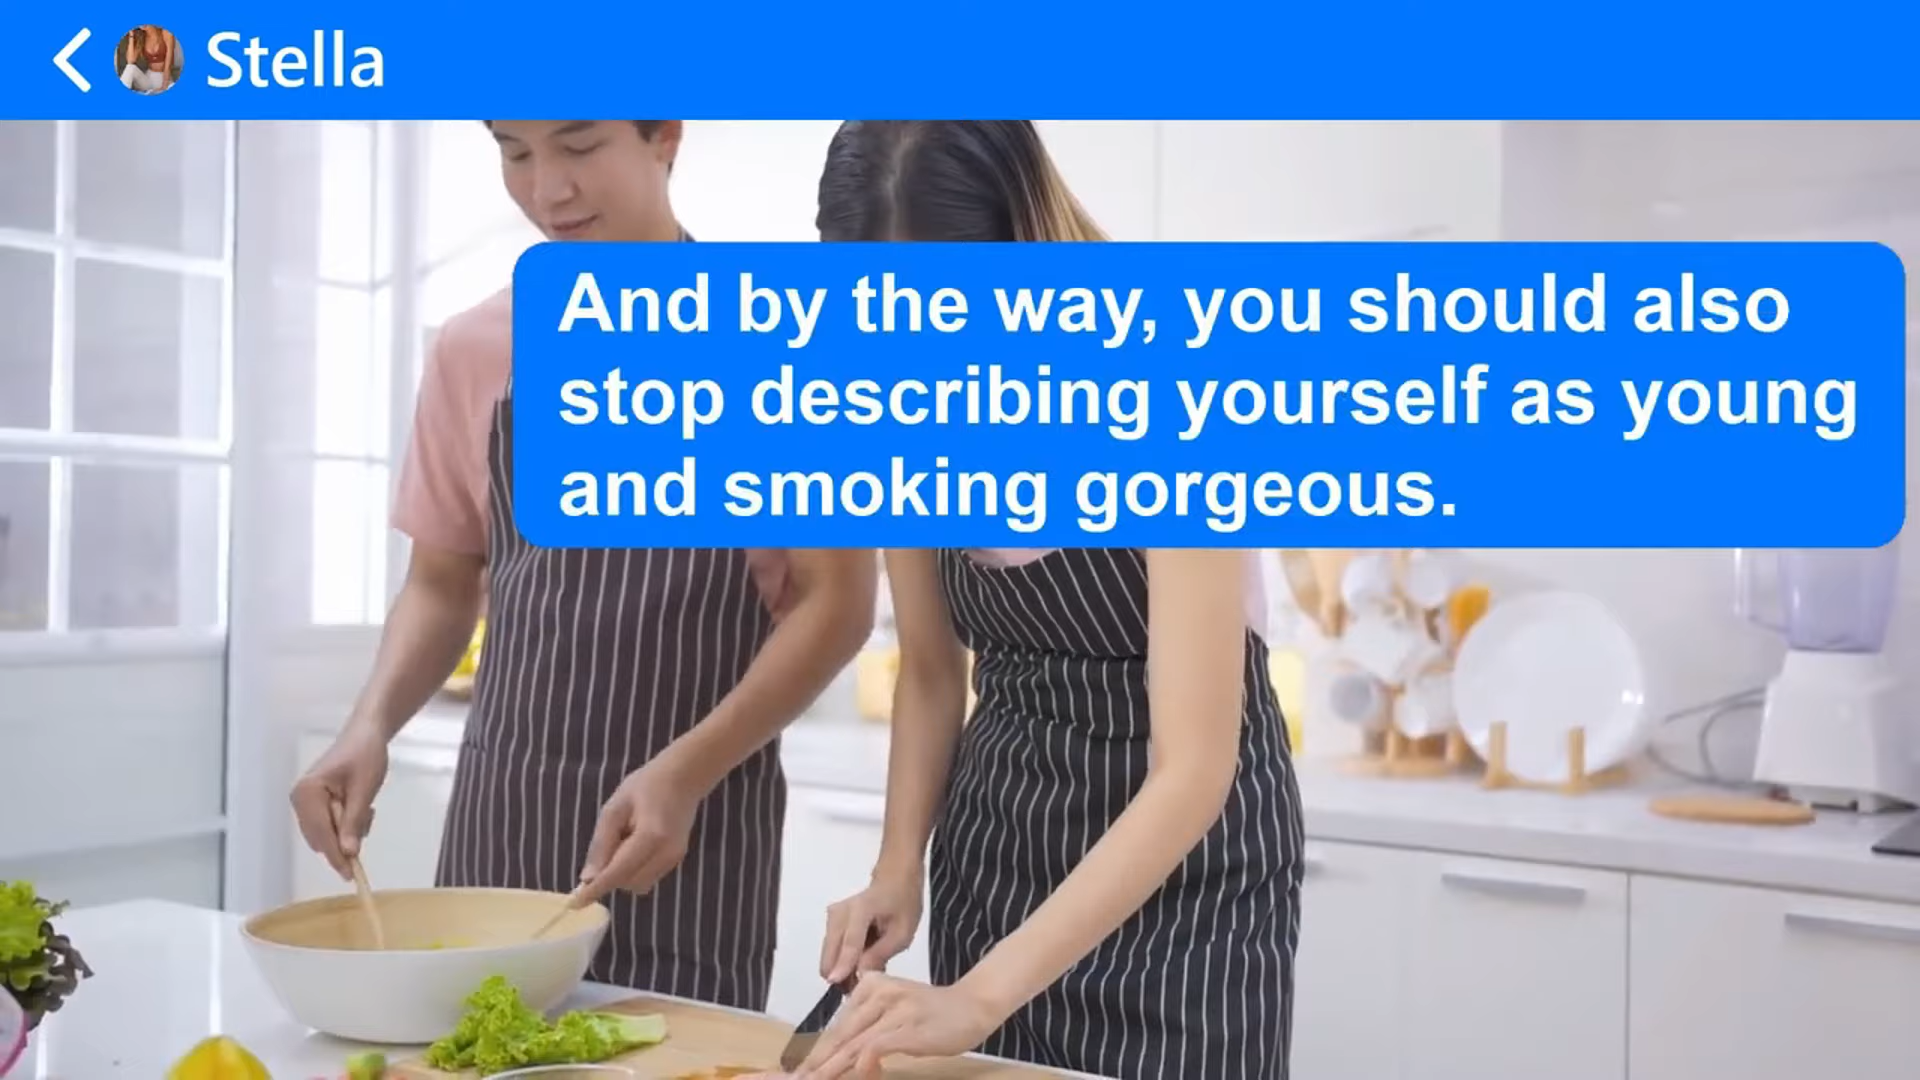 Stella
And by the way, you should also
stop describing yourself as young
and smoking gorgeous.